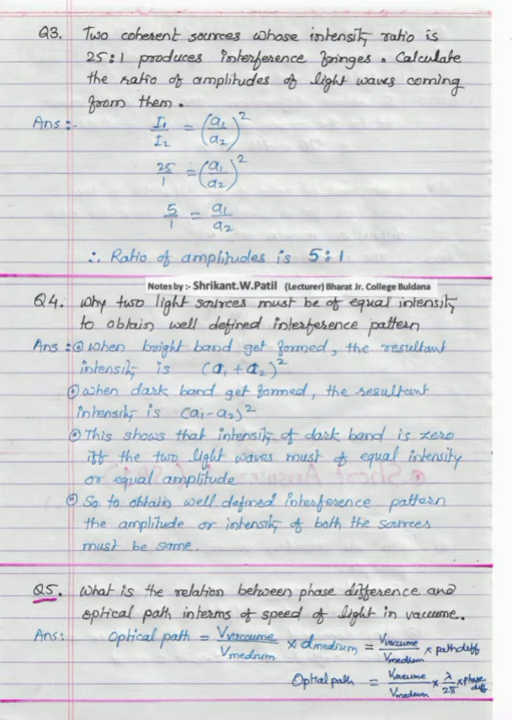 Q3. Two coherent sources whose intensity ratio is
25:1 produces interference fringes. Calculate
the ratio of amplitudes of light waves coming
from them.
Ans :- I₁/I₂ = (a₁/a₂)²
25/1 = (a₁/a₂)²
5/1 = a₁/a₂
∴ Ratio of amplitudes is 5:1
Notes by :- Shrikant.W.Patil (Lecturer) Bharat Jr. College Buldana
Q4. Why two light sources must be of equal intensity
to obtain well defined interference pattern
Ans : ⊙ When bright band get formed, the resultant
intensity is (a₁ + a₂)²
⊙ When dark band get formed, the resultant
intensity is (a₁-a₂)²
⊙ This shows that intensity of dark band is zero
iff the two light waves must of equal intensity
or equal amplitude
⊙ So to obtain well defined interference pattern
the amplitude or intensity of both the sources
must be same.
Q5. What is the relation between phase difference and
optical path interms of speed of light in vaccume..
Ans: Optical path = Vvaccume/Vmedium × dmedium = Vvaccume/Vmedium × path diff
Optical path = Vvaccume/Vmedium × λ/2π × phase diff